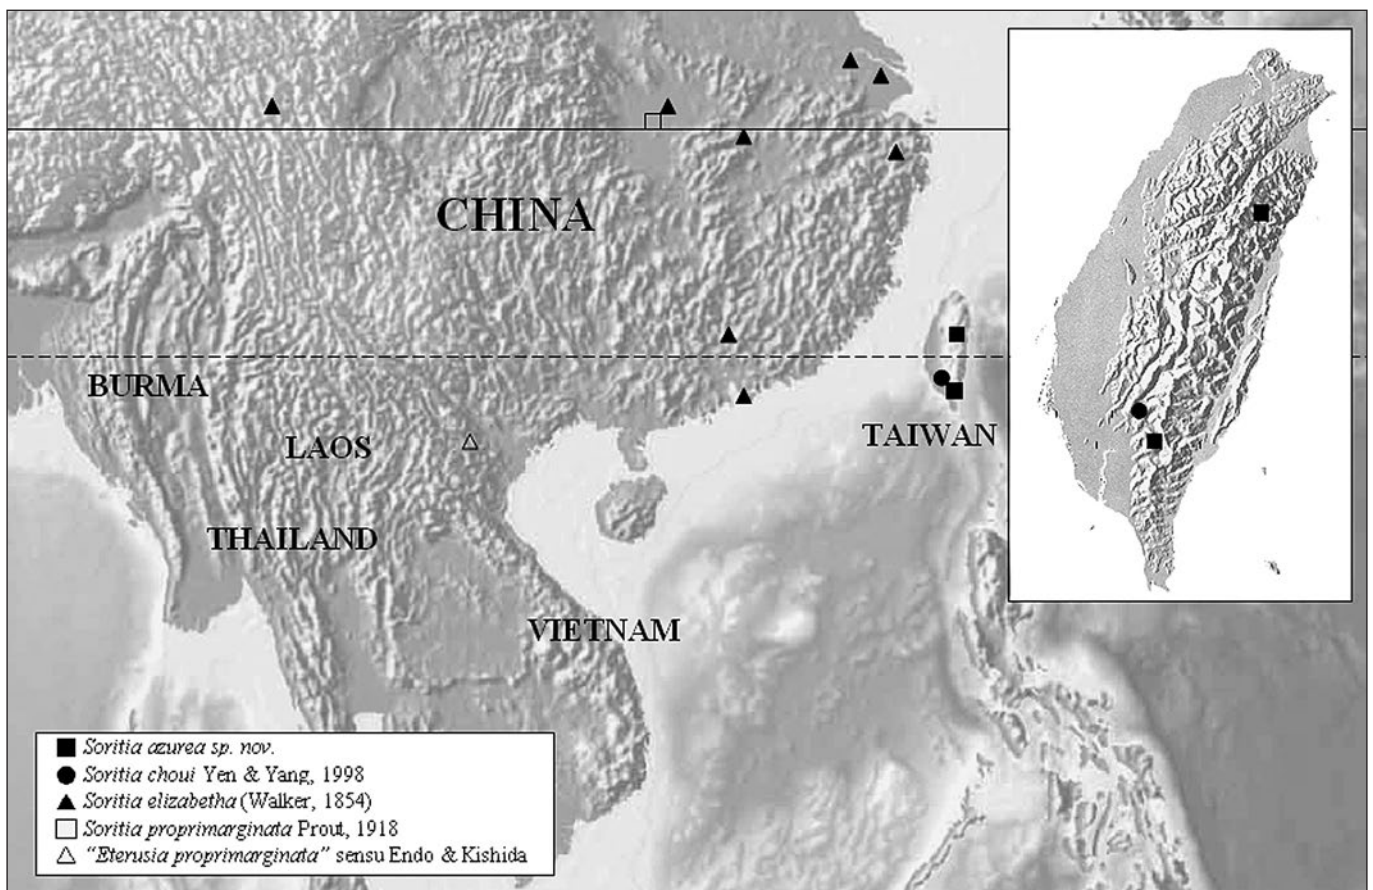 CHINA
BURMA
LAOS
TAIWAN
THAILAND
VIETNAM
Soritia azurea sp. nov.
Soritia choui Yen & Yang, 1998
Soritia elizabetha (Walker, 1854)
Soritia proprimarginata Prout, 1918
"Eterusia proprimarginata" sensu Endo & Kishida